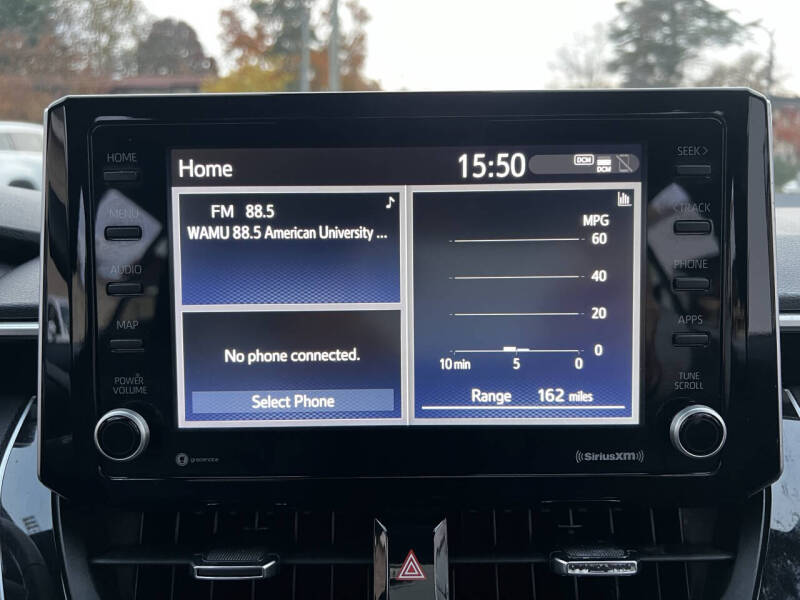 HOME
MENU
AUDIO
MAP
POWER
VOLUME
Home
15:50
DCM
DCM
FM 88.5
WAMU 88.5 American University ...
No phone connected.
Select Phone
MPG
60
40
20
0
10 min 5 0
Range 162 miles
SEEK >
< TRACK
PHONE
APPS
TUNE
SCROLL
gracenote
((SiriusXM))